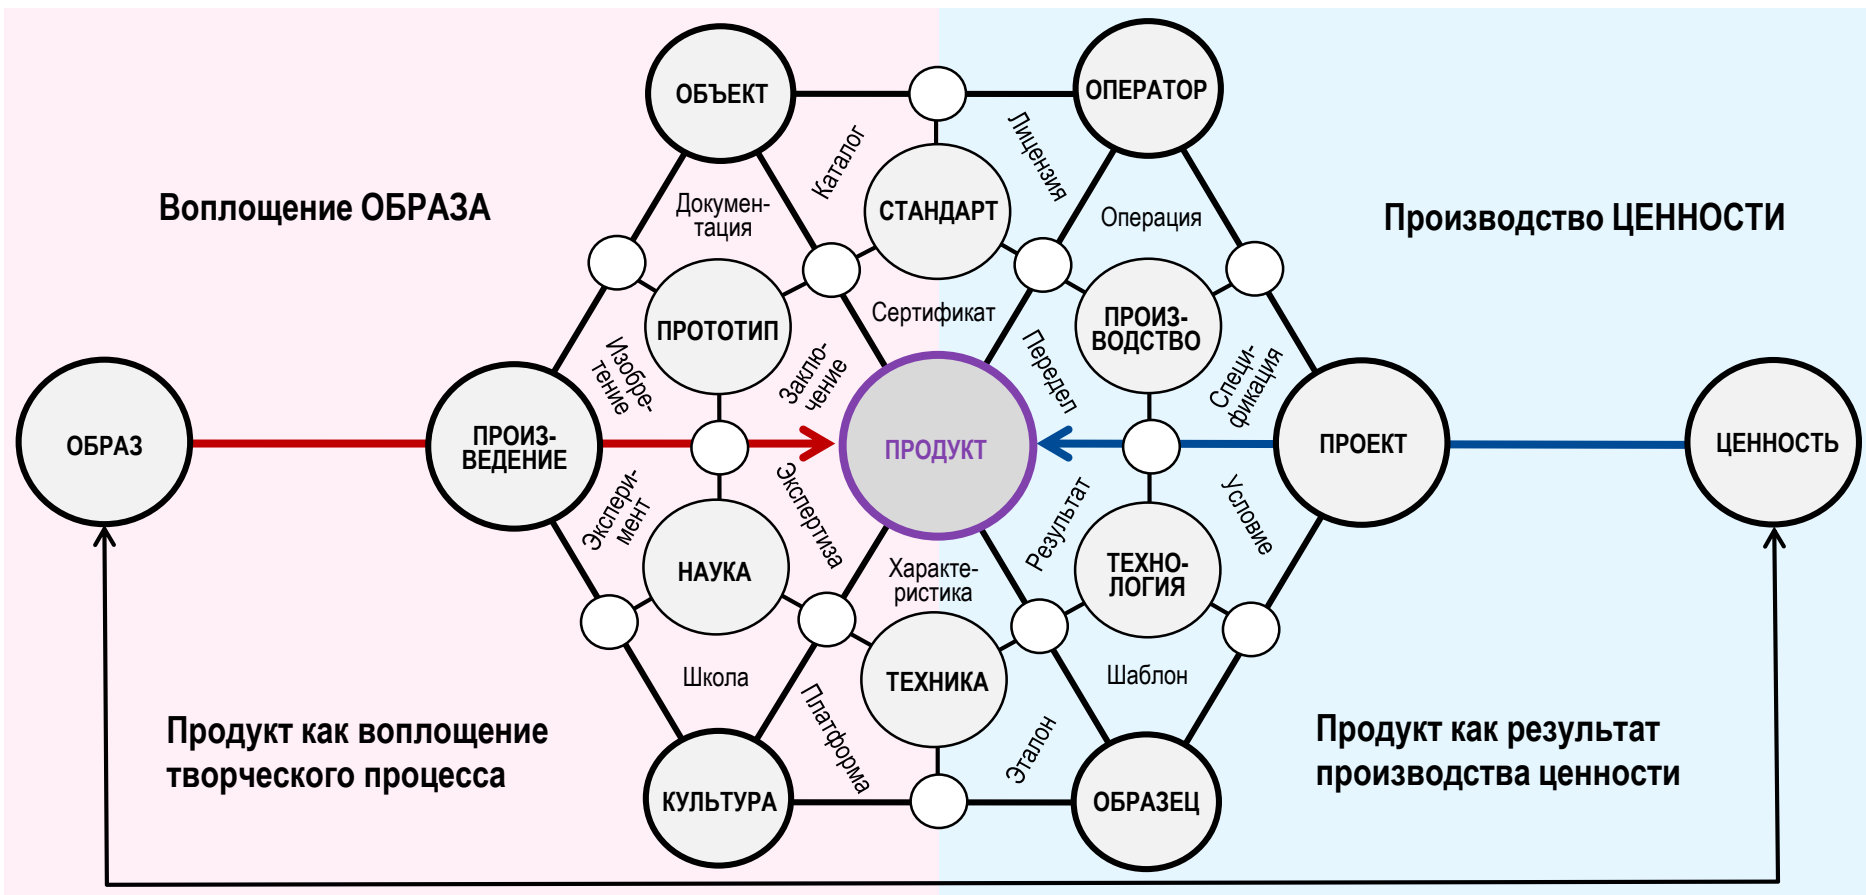 ОБЪЕКТ
ОПЕРАТОР
Каталог
Лицензия
Воплощение ОБРАЗА
Докумен-
тация
СТАНДАРТ
Операция
Производство ЦЕННОСТИ
ПРОТОТИП
Сертификат
ПРОИЗ-
ВОДСТВО
Изобре-
тение
Заклю-
чение
Передел
Специ-
фикация
ОБРАЗ
ПРОИЗ-
ВЕДЕНИЕ
ПРОДУКТ
ПРОЕКТ
ЦЕННОСТЬ
Экспери-
мент
Экспертиза
Результат
Условие
НАУКА
Характе-
ристика
ТЕХНО-
ЛОГИЯ
Школа
ТЕХНИКА
Шаблон
Продукт как воплощение
творческого процесса
Платформа
Эталон
Продукт как результат
производства ценности
КУЛЬТУРА
ОБРАЗЕЦ